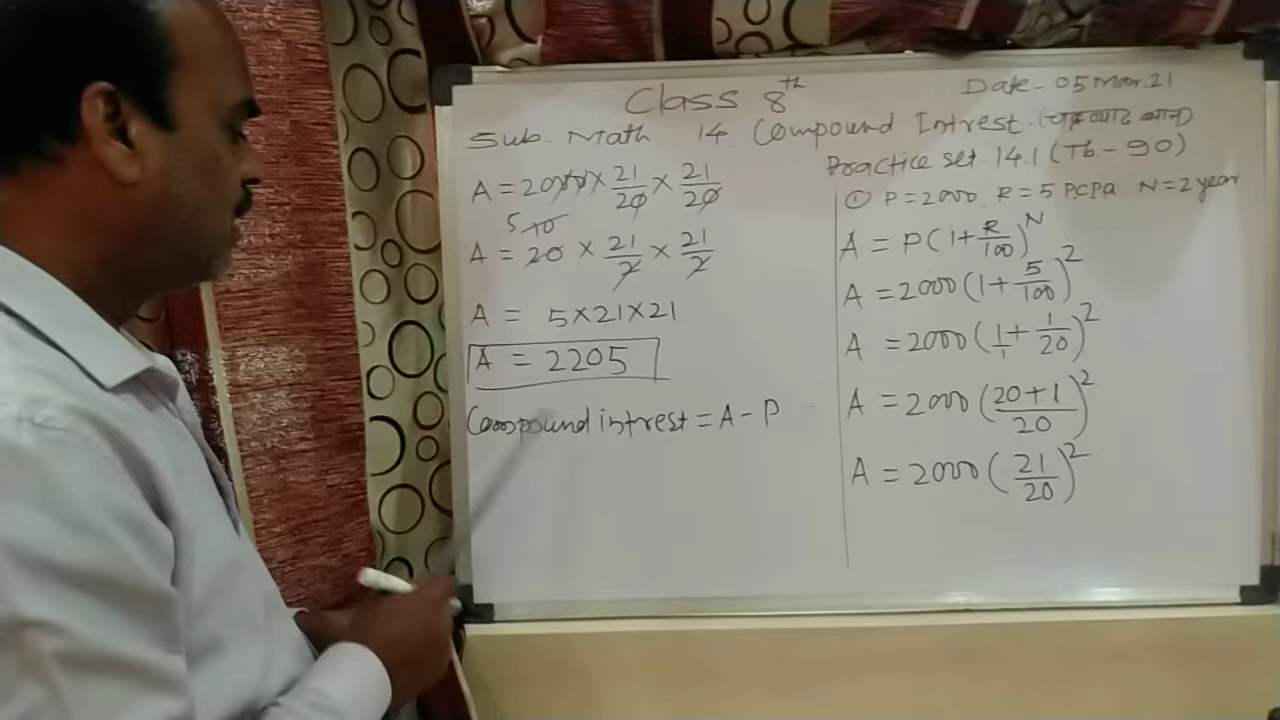 Class 8th
Date - 05 Mar. 21
Sub. Math 14. Compound Intrest.
Practice set 14.1 (Tb - 90)
① P = 2000. R = 5 P.C.P.a N = 2 year
A = P(1 + R/100)^N
A = 2000(1 + 5/100)^2
A = 2000(1/1 + 1/20)^2
A = 2000(20+1/20)^2
A = 2000(21/20)^2
A = 2000 × 21/20 × 21/20
5 10
A = 20 × 21/2 × 21/2
A = 5×21×21
A = 2205
Compound intrest = A - P